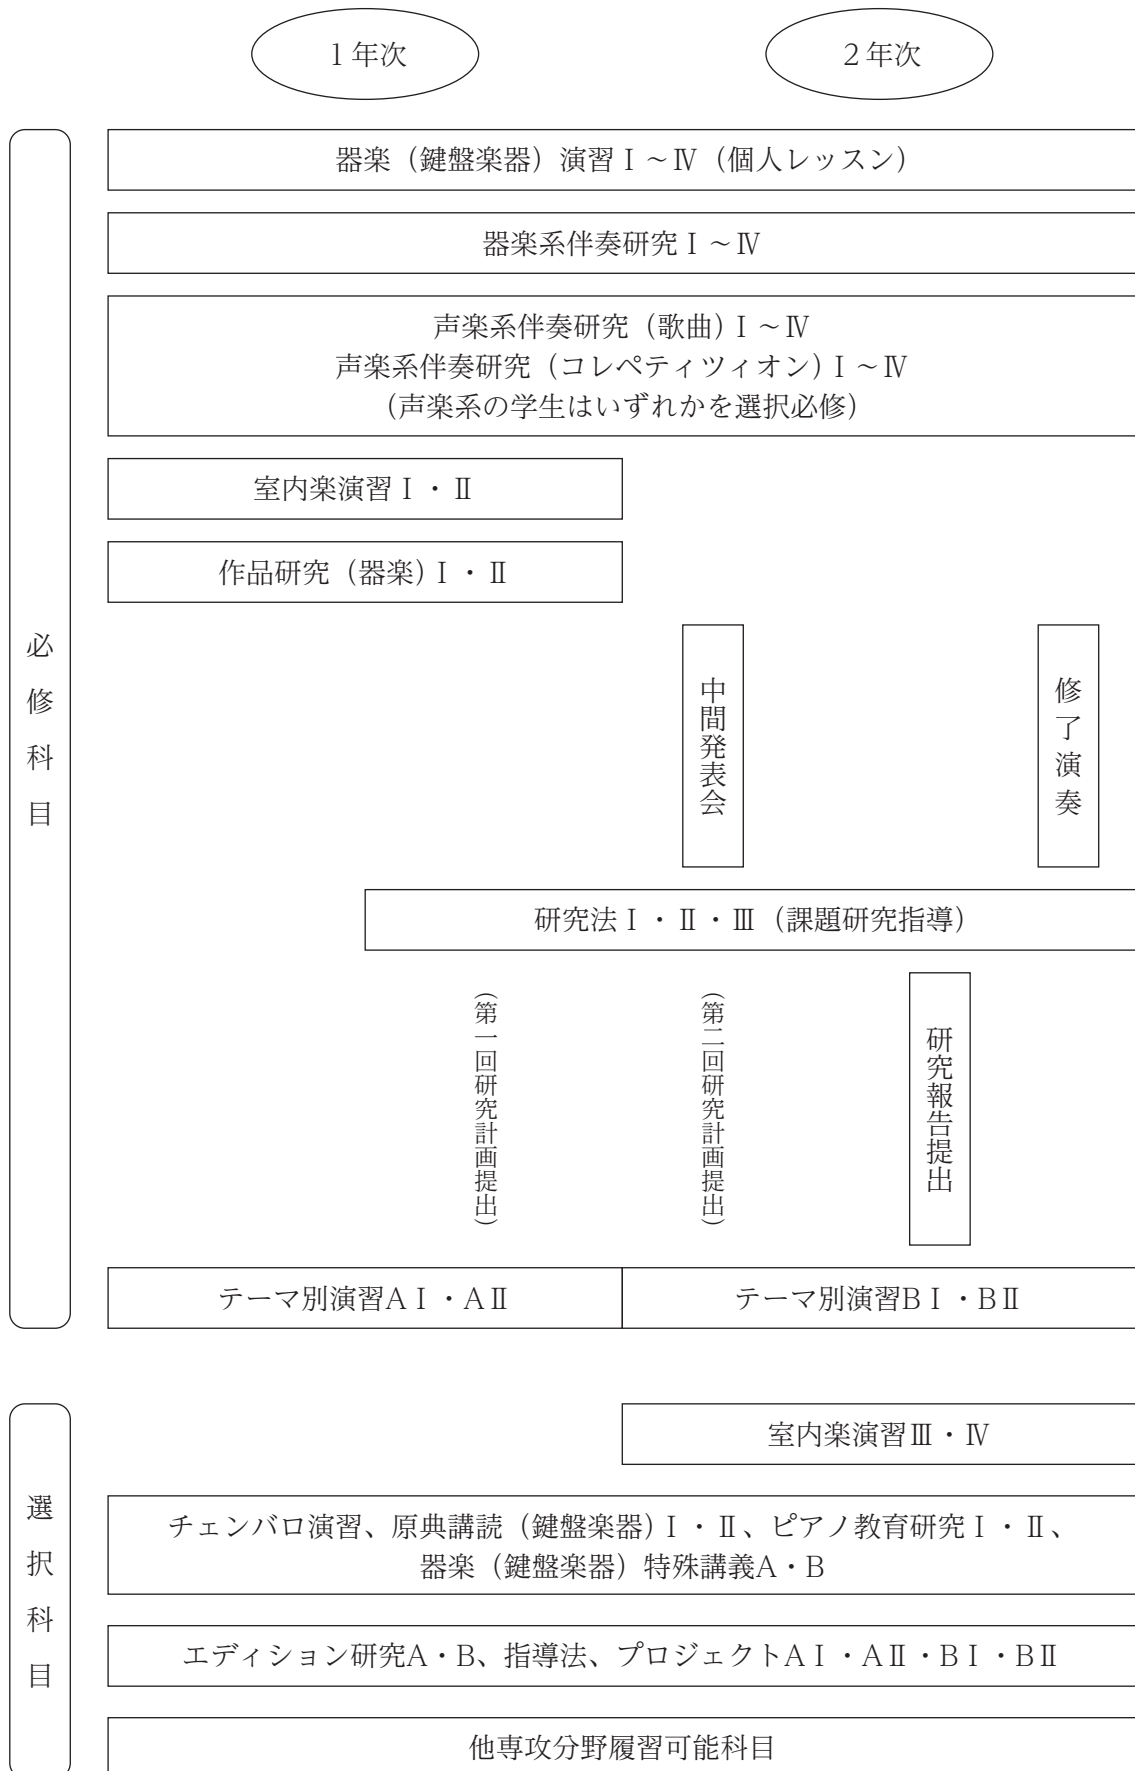 1年次
2年次
必修科目
器楽（鍵盤楽器）演習Ⅰ～Ⅳ（個人レッスン）
器楽系伴奏研究Ⅰ～Ⅳ
声楽系伴奏研究（歌曲）Ⅰ～Ⅳ
声楽系伴奏研究（コレペティツィオン）Ⅰ～Ⅳ
（声楽系の学生はいずれかを選択必修）
室内楽演習Ⅰ・Ⅱ
作品研究（器楽）Ⅰ・Ⅱ
中間発表会
修了演奏
研究法Ⅰ・Ⅱ・Ⅲ（課題研究指導）
（第一回研究計画提出）
（第二回研究計画提出）
研究報告提出
テーマ別演習AⅠ・AⅡ
テーマ別演習BⅠ・BⅡ
選択科目
室内楽演習Ⅲ・Ⅳ
チェンバロ演習、原典講読（鍵盤楽器）Ⅰ・Ⅱ、ピアノ教育研究Ⅰ・Ⅱ、
器楽（鍵盤楽器）特殊講義A・B
エディション研究A・B、指導法、プロジェクトAⅠ・AⅡ・BⅠ・BⅡ
他専攻分野履習可能科目